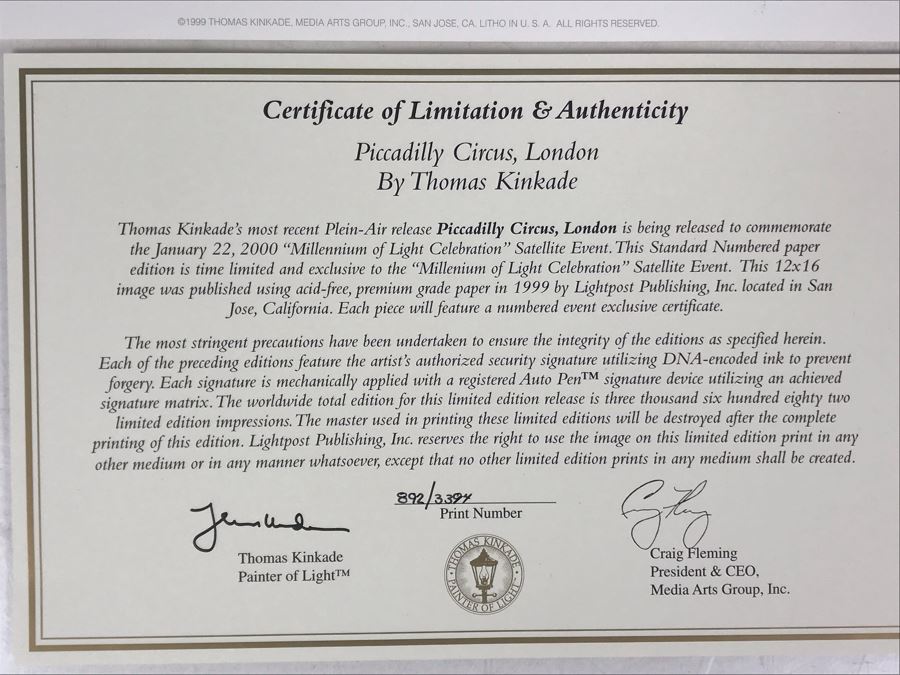 ©1999 THOMAS KINKADE, MEDIA ARTS GROUP, INC., SAN JOSE, CA. LITHO IN U. S. A. ALL RIGHTS RESERVED.
Certificate of Limitation & Authenticity
Piccadilly Circus, London
By Thomas Kinkade
Thomas Kinkade's most recent Plein-Air release Piccadilly Circus, London is being released to commemorate
the January 22, 2000 “Millennium of Light Celebration” Satellite Event. This Standard Numbered paper
edition is time limited and exclusive to the “Millenium of Light Celebration” Satellite Event. This 12x16
image was published using acid-free, premium grade paper in 1999 by Lightpost Publishing, Inc. located in San
Jose, California. Each piece will feature a numbered event exclusive certificate.
The most stringent precautions have been undertaken to ensure the integrity of the editions as specified herein.
Each of the preceding editions feature the artist's authorized security signature utilizing DNA-encoded ink to prevent
forgery. Each signature is mechanically applied with a registered Auto Pen™ signature device utilizing an achieved
signature matrix. The worldwide total edition for this limited edition release is three thousand six hundred eighty two
limited edition impressions. The master used in printing these limited editions will be destroyed after the complete
printing of this edition. Lightpost Publishing, Inc. reserves the right to use the image on this limited edition print in any
other medium or in any manner whatsoever, except that no other limited edition prints in any medium shall be created.
892/3394
Print Number
Thomas Kinkade
Painter of Light™
THOMAS KINKADE
PAINTER OF LIGHT
Craig Fleming
President & CEO,
Media Arts Group, Inc.